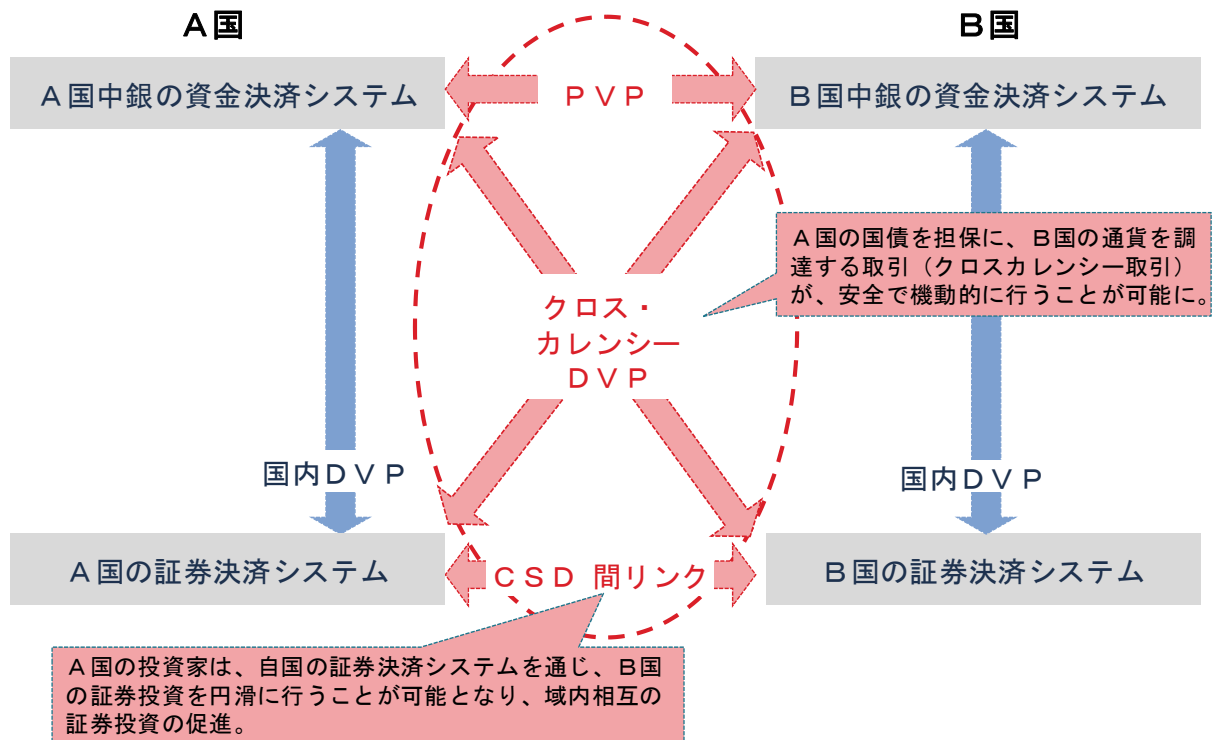 A国
B国
A国中銀の資金決済システム
PVP
B国中銀の資金決済システム
A国の国債を担保に、B国の通貨を調
達する取引(クロスカレンシー取引)
が、安全で機動的に行うことが可能に。
クロス・
カレンシー
DVP
国内DVP
国内DVP
A国の証券決済システム
CSD 間リンク
B国の証券決済システム
A国の投資家は、自国の証券決済システムを通じ、B国
の証券投資を円滑に行うことが可能となり、域内相互の
証券投資の促進。